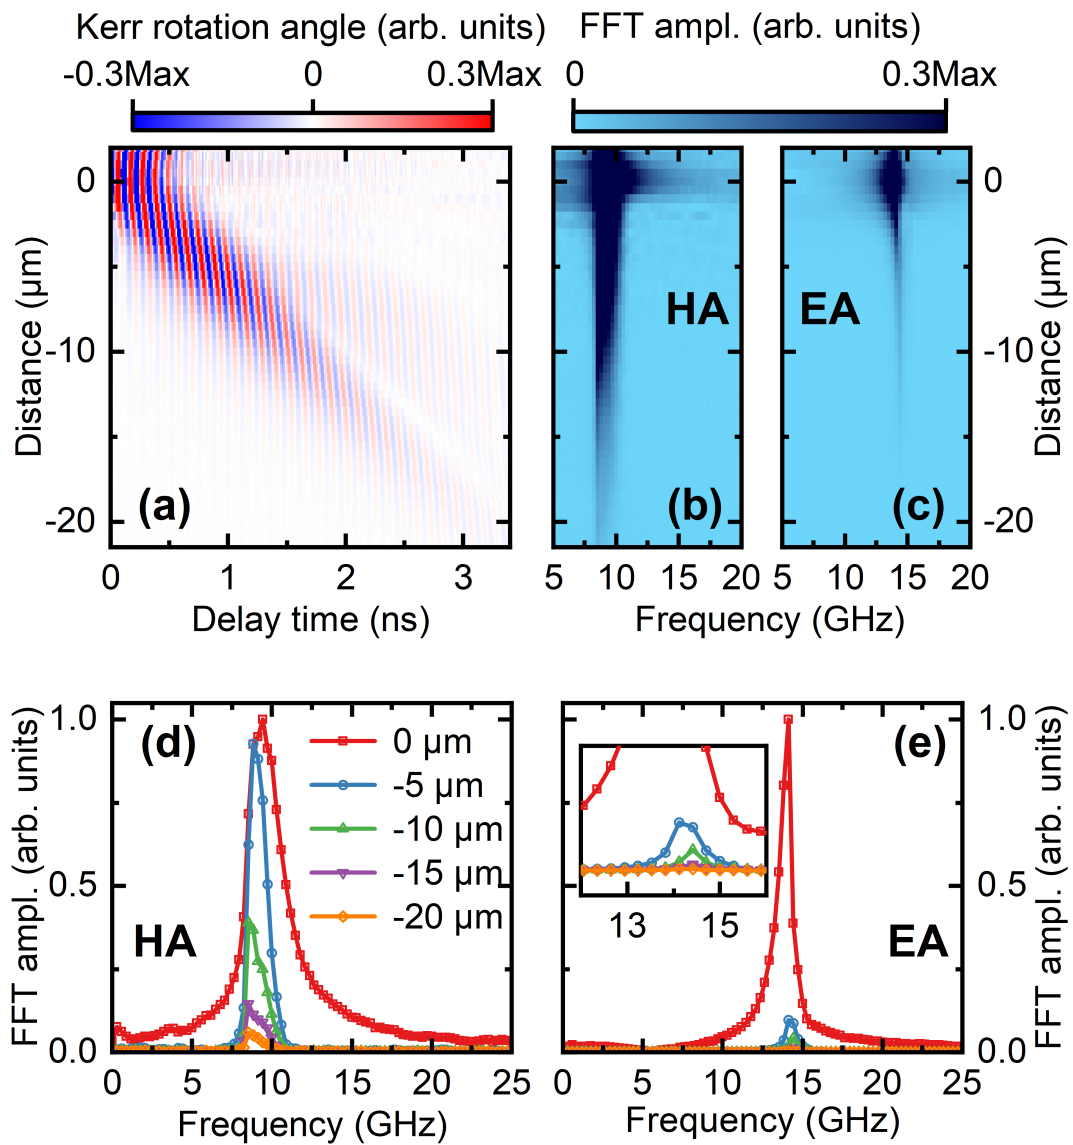 Kerr rotation angle (arb. units)
FFT ampl. (arb. units)
-0.3Max 0 0.3Max
0 0.3Max
Distance (µm)
0
-10
-20
(a)
0 1 2 3
Delay time (ns)
HA
(b)
5 10 15 20
EA
(c)
5 10 15 20
Frequency (GHz)
0
-10
-20
Distance (µm)
FFT ampl. (arb. units)
1.0
0.5
0.0
(d)
0 µm
-5 µm
-10 µm
-15 µm
-20 µm
HA
0 5 10 15 20 25
Frequency (GHz)
(e)
13 15
EA
0 5 10 15 20 25
Frequency (GHz)
1.0
0.5
0.0
FFT ampl. (arb. units)